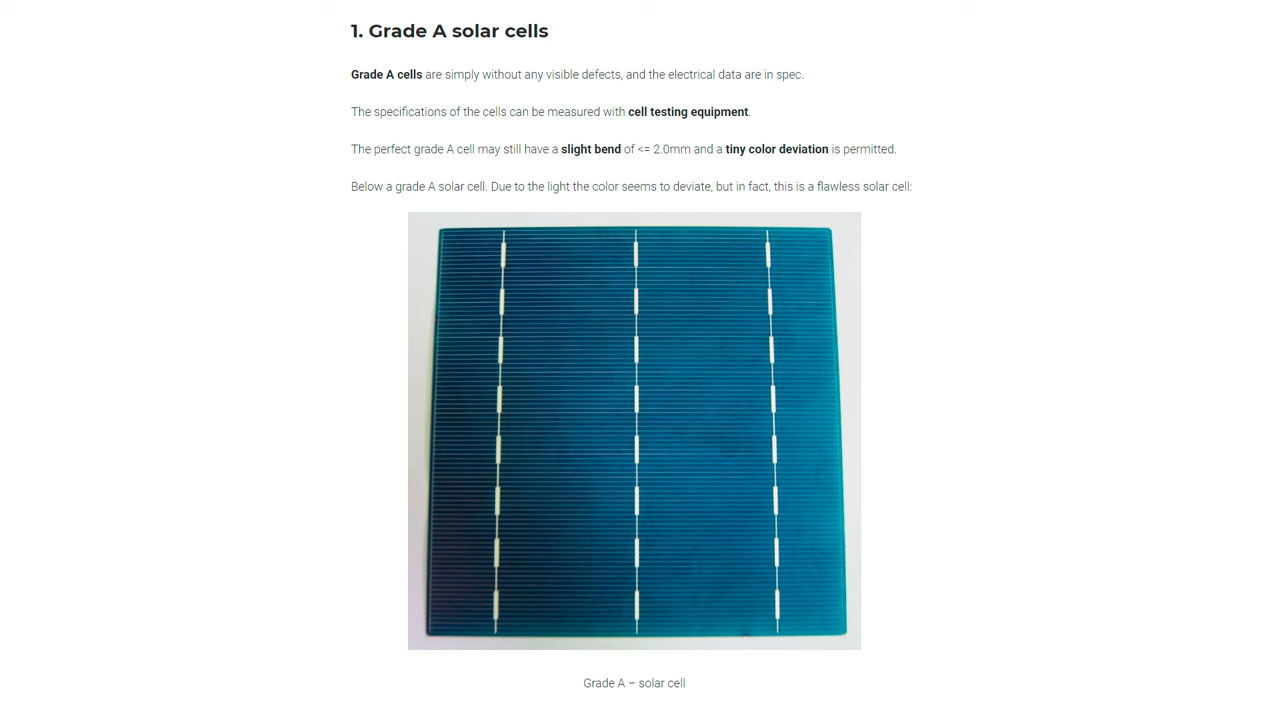 1. Grade A solar cells
Grade A cells are simply without any visible defects, and the electrical data are in spec.
The specifications of the cells can be measured with cell testing equipment.
The perfect grade A cell may still have a slight bend of <= 2.0mm and a tiny color deviation is permitted.
Below a grade A solar cell. Due to the light the color seems to deviate, but in fact, this is a flawless solar cell:
Grade A – solar cell